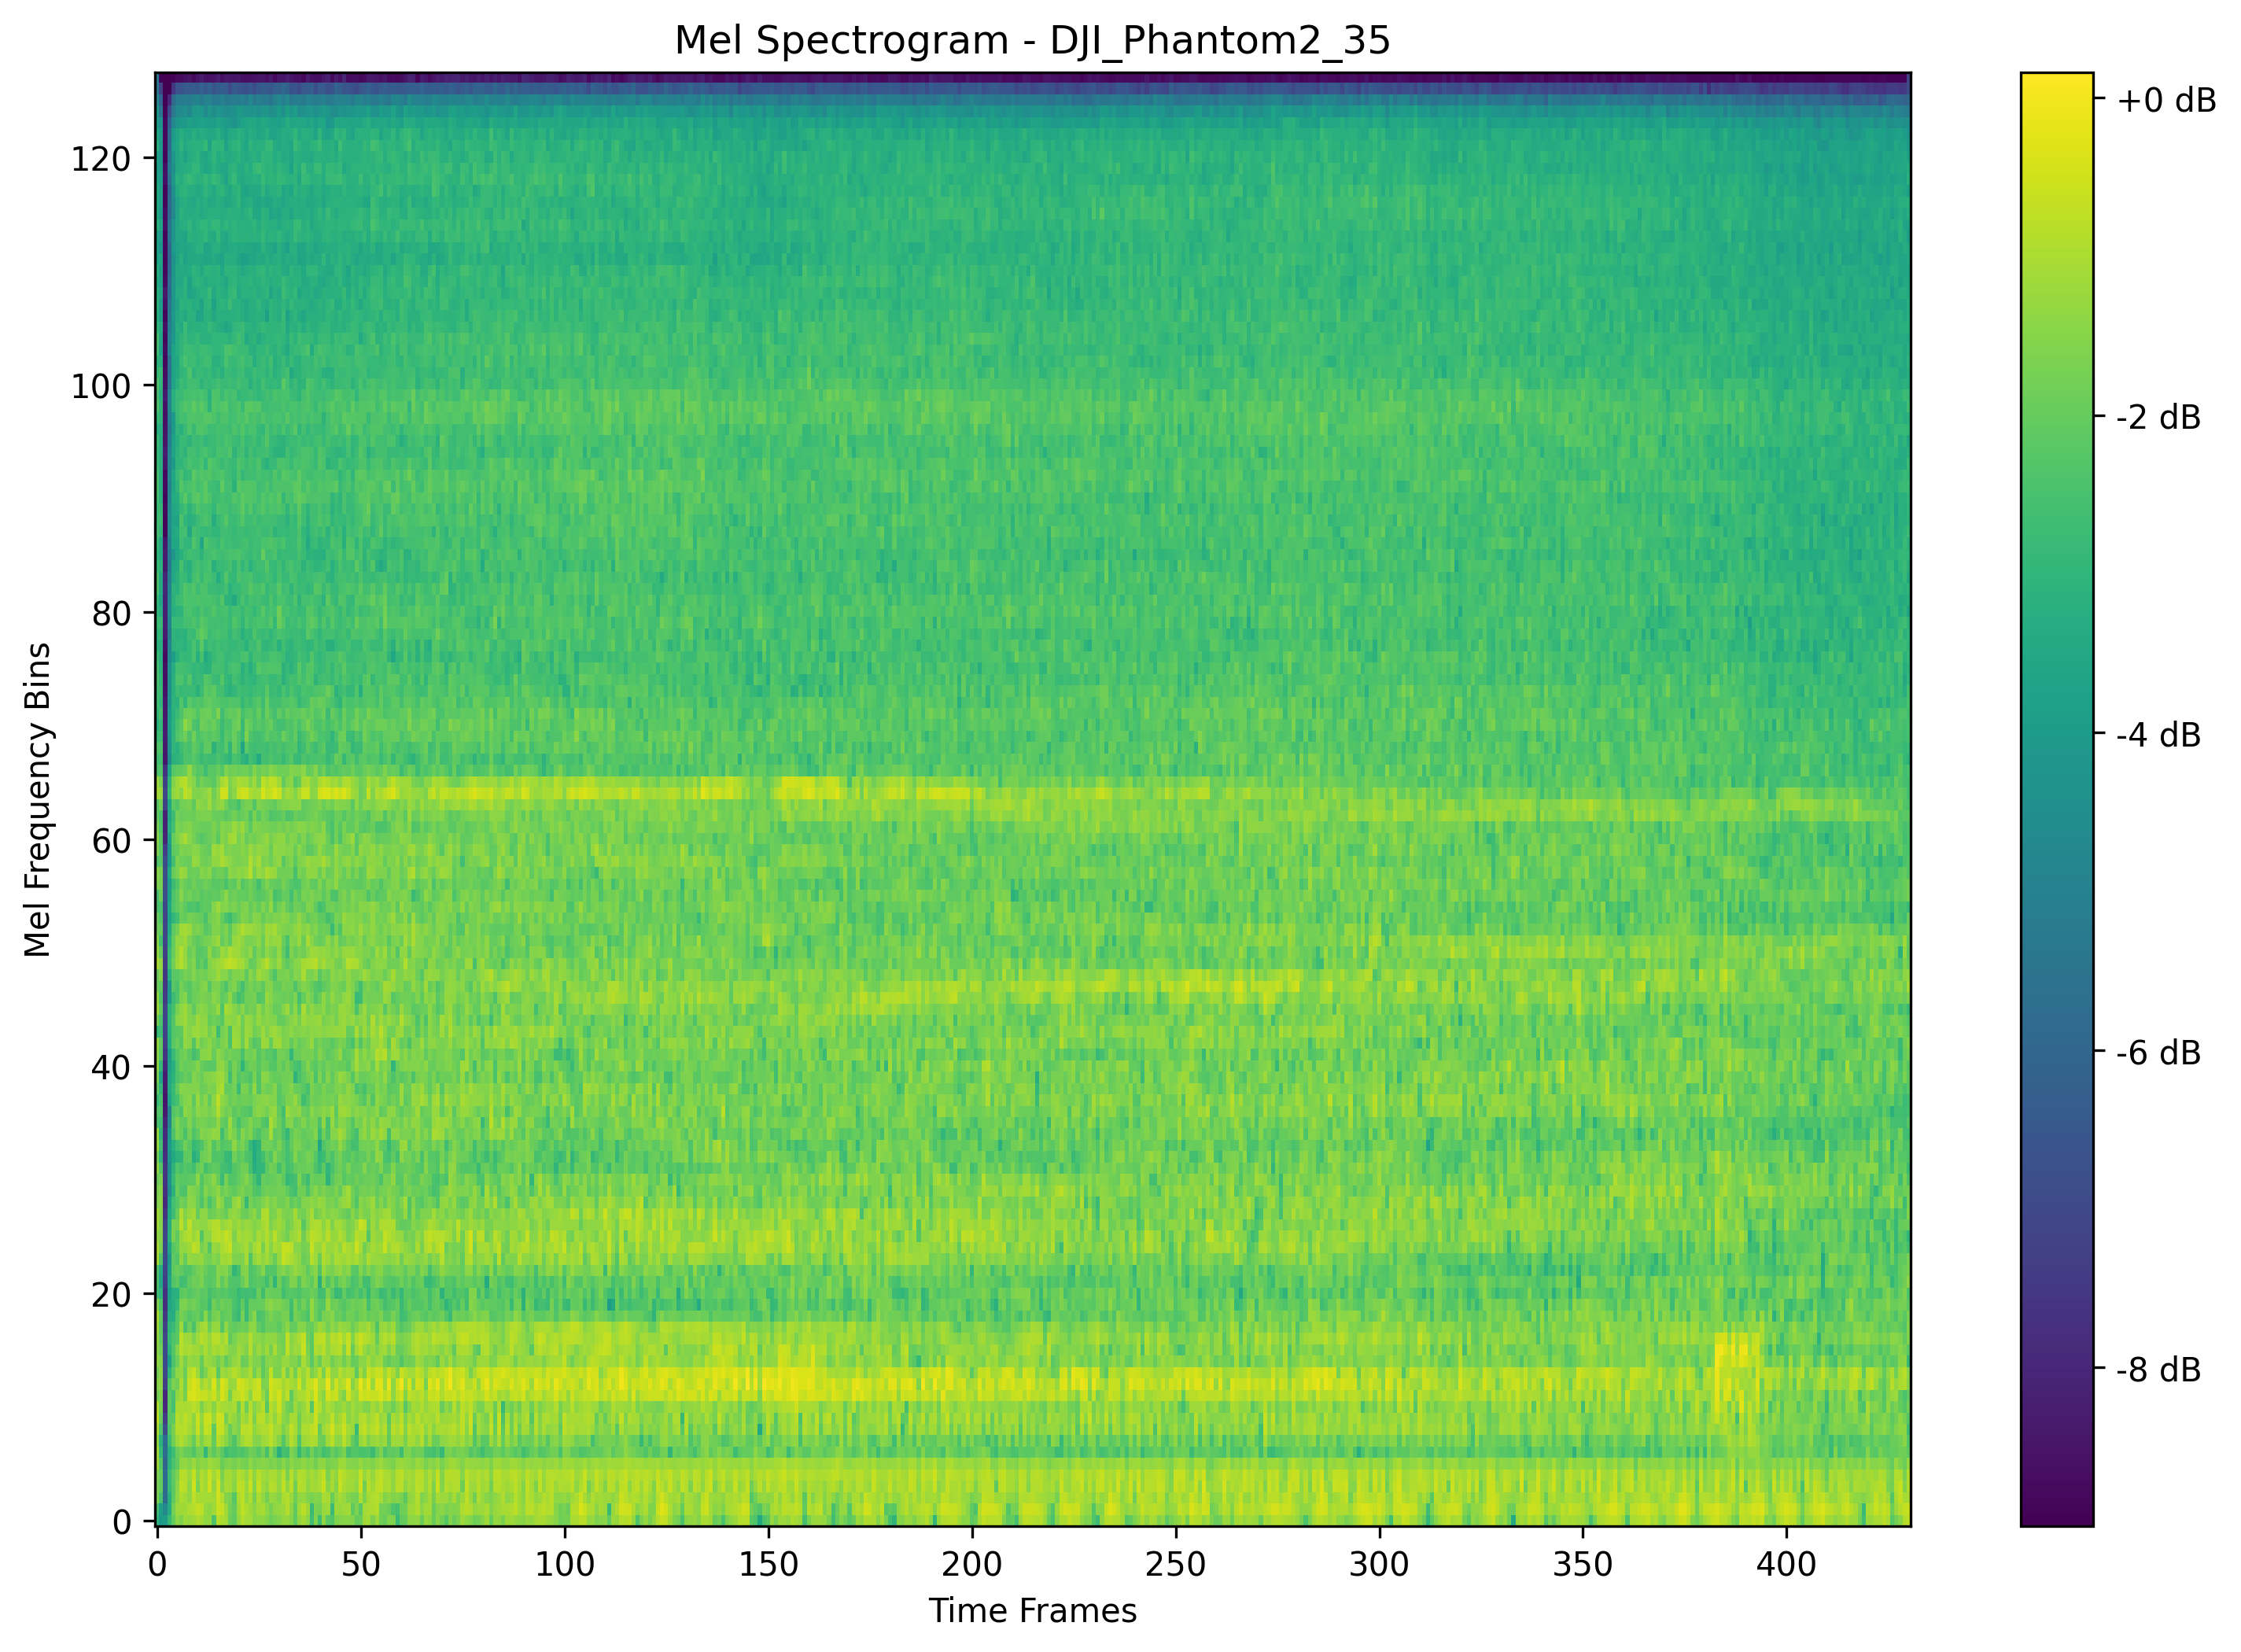 Mel Spectrogram - DJI_Phantom2_35
Mel Frequency Bins
120
100
80
60
40
20
0
0 50 100 150 200 250 300 350 400
Time Frames
+0 dB
-2 dB
-4 dB
-6 dB
-8 dB